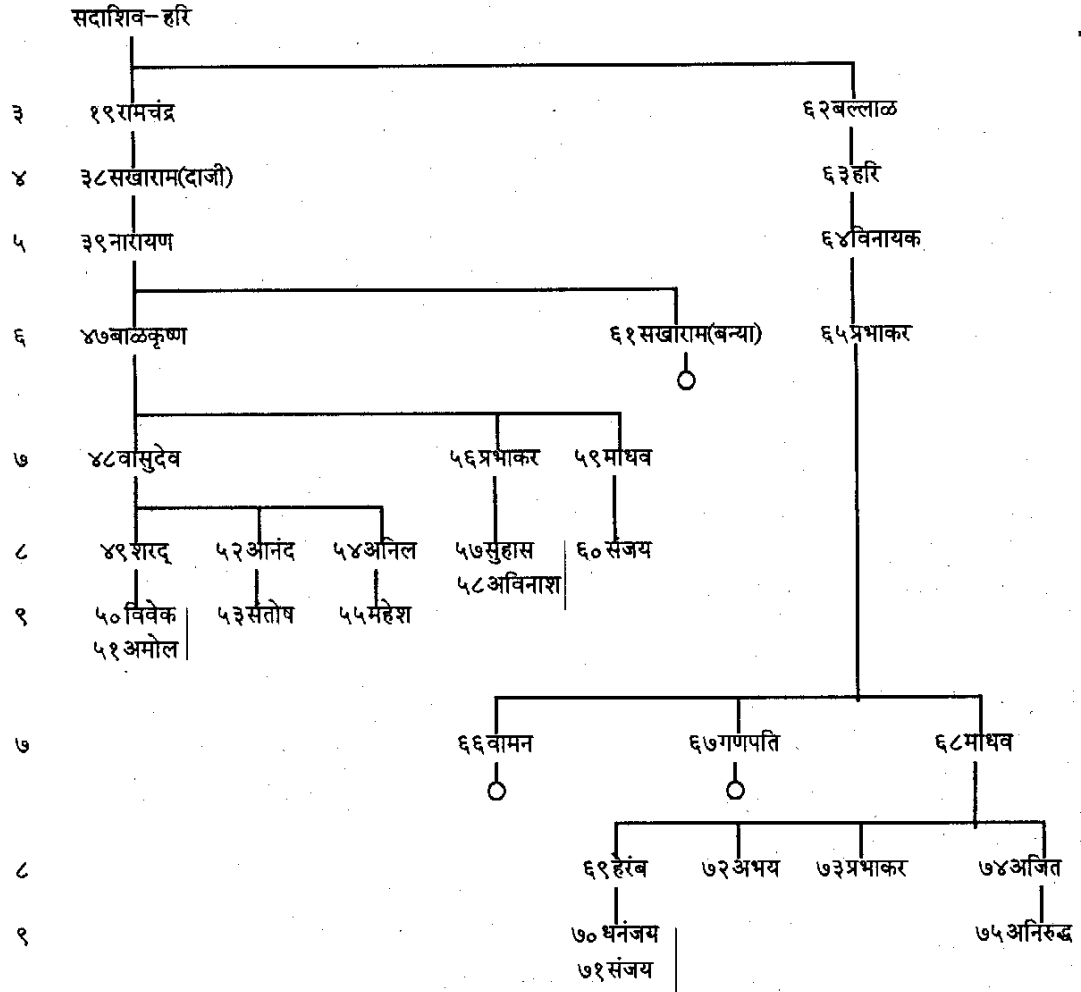 सदाशिव-हरि
३ १९रामचंद्र ६२बल्लाळ
४ ३८सखाराम(दाजी) ६३हरि
५ ३९नारायण ६४विनायक
६ ४७बाळकृष्ण ६१सखाराम(बन्या) ६५प्रभाकर
७ ४८वासुदेव ५६प्रभाकर ५९माधव
८ ४९शरद् ५२आनंद ५४अनिल ५७सुहास ६०संजय
५८अविनाश
९ ५०विवेक ५३संतोष ५५महेश
५१अमोल
७ ६६वामन ६७गणपति ६८माधव
८ ६९हेरंब ७२अभय ७३प्रभाकर ७४अजित
९ ७०धनंजय ७५अनिरुद्ध
७१संजय